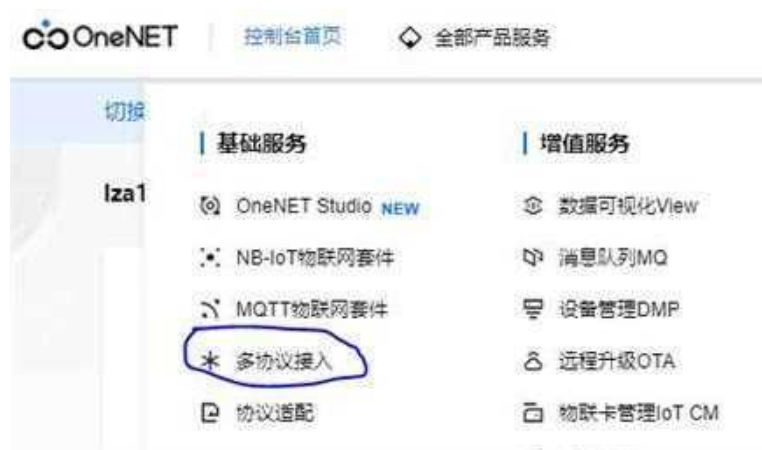 OneNET 控制台首页 全部产品服务
切换
lza1
基础服务
OneNET Studio NEW
NB-IoT物联网套件
MQTT物联网套件
多协议接入
协议适配
增值服务
数据可视化View
消息队列MQ
设备管理DMP
远程升级OTA
物联卡管理IoT CM